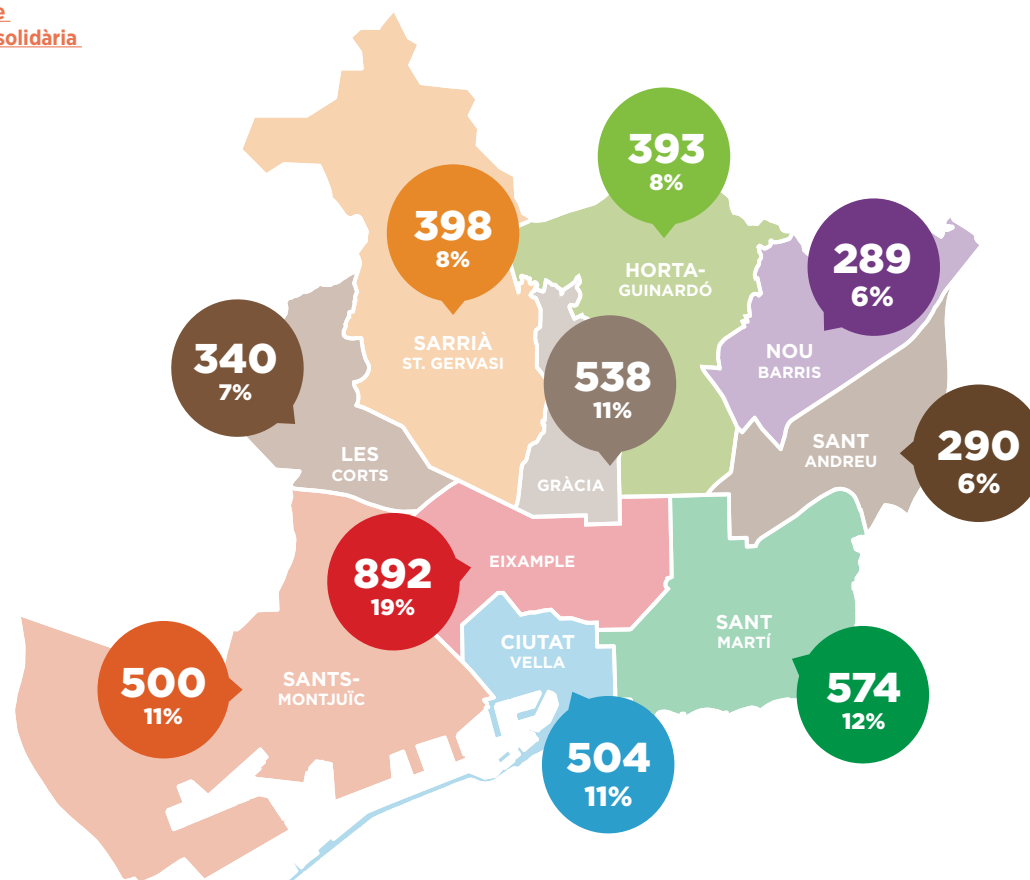 e
solidària
393
8%
398
8%
289
6%
HORTA-
GUINARDÓ
SARRIÀ
ST. GERVASI
340
7%
NOU
BARRIS
538
11%
SANT
ANDREU
290
6%
LES
CORTS
GRÀCIA
EIXAMPLE
892
19%
SANT
MARTÍ
CIUTAT
VELLA
500
11%
SANTS-
MONTJUÏC
574
12%
504
11%